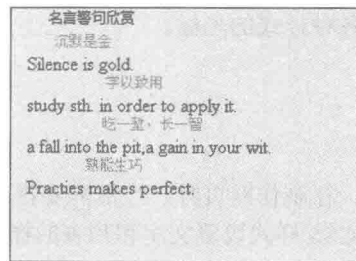 名言警句欣赏
沉默是金
Silence is gold.
字以致用
study sth. in order to apply it.
吃一堑,长一智
a fall into the pit,a gain in your wit.
熟能生巧
Practies makes perfect.